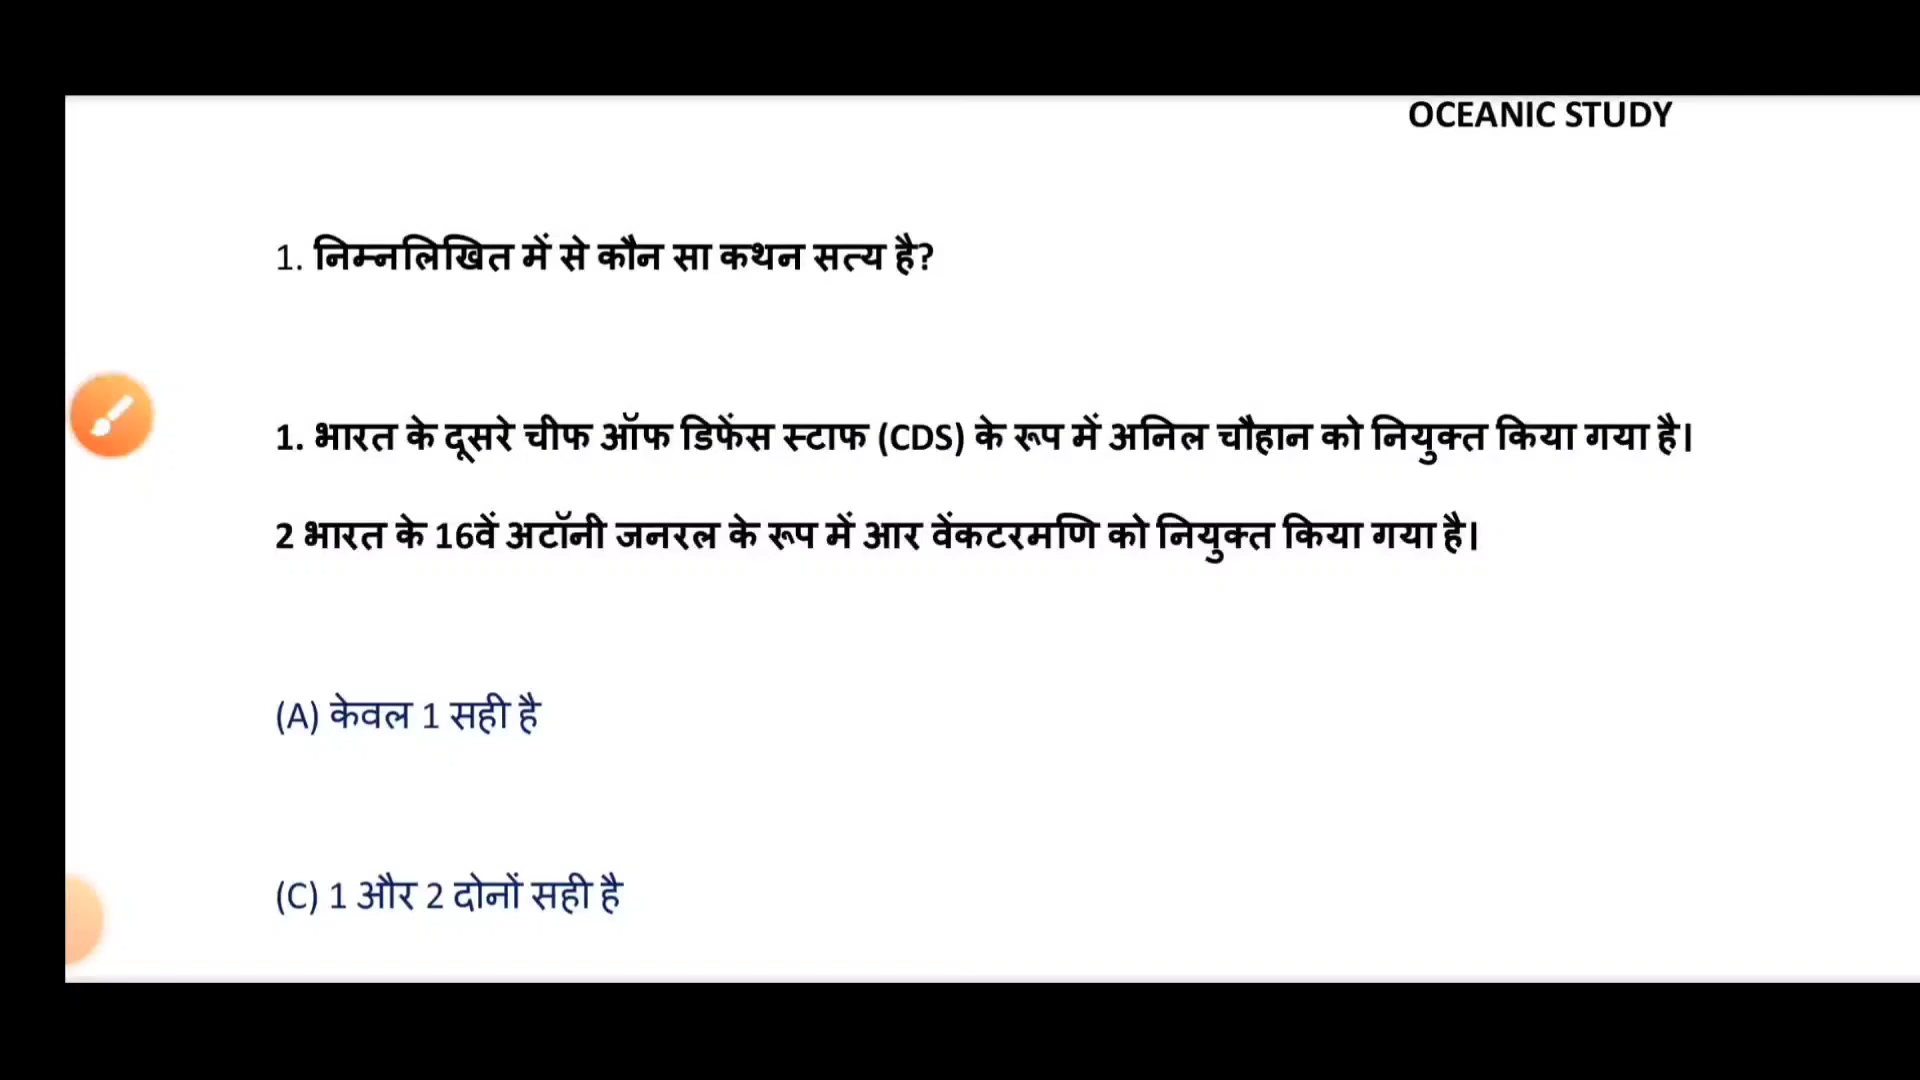 OCEANIC STUDY
1. निम्नलिखित में से कौन सा कथन सत्य है?
1. भारत के दूसरे चीफ ऑफ डिफेंस स्टाफ (CDS) के रूप में अनिल चौहान को नियुक्त किया गया है।
2 भारत के 16वें अटॉनी जनरल के रूप में आर वेंकटरमणि को नियुक्त किया गया है।
(A) केवल 1 सही है
(C) 1 और 2 दोनों सही है